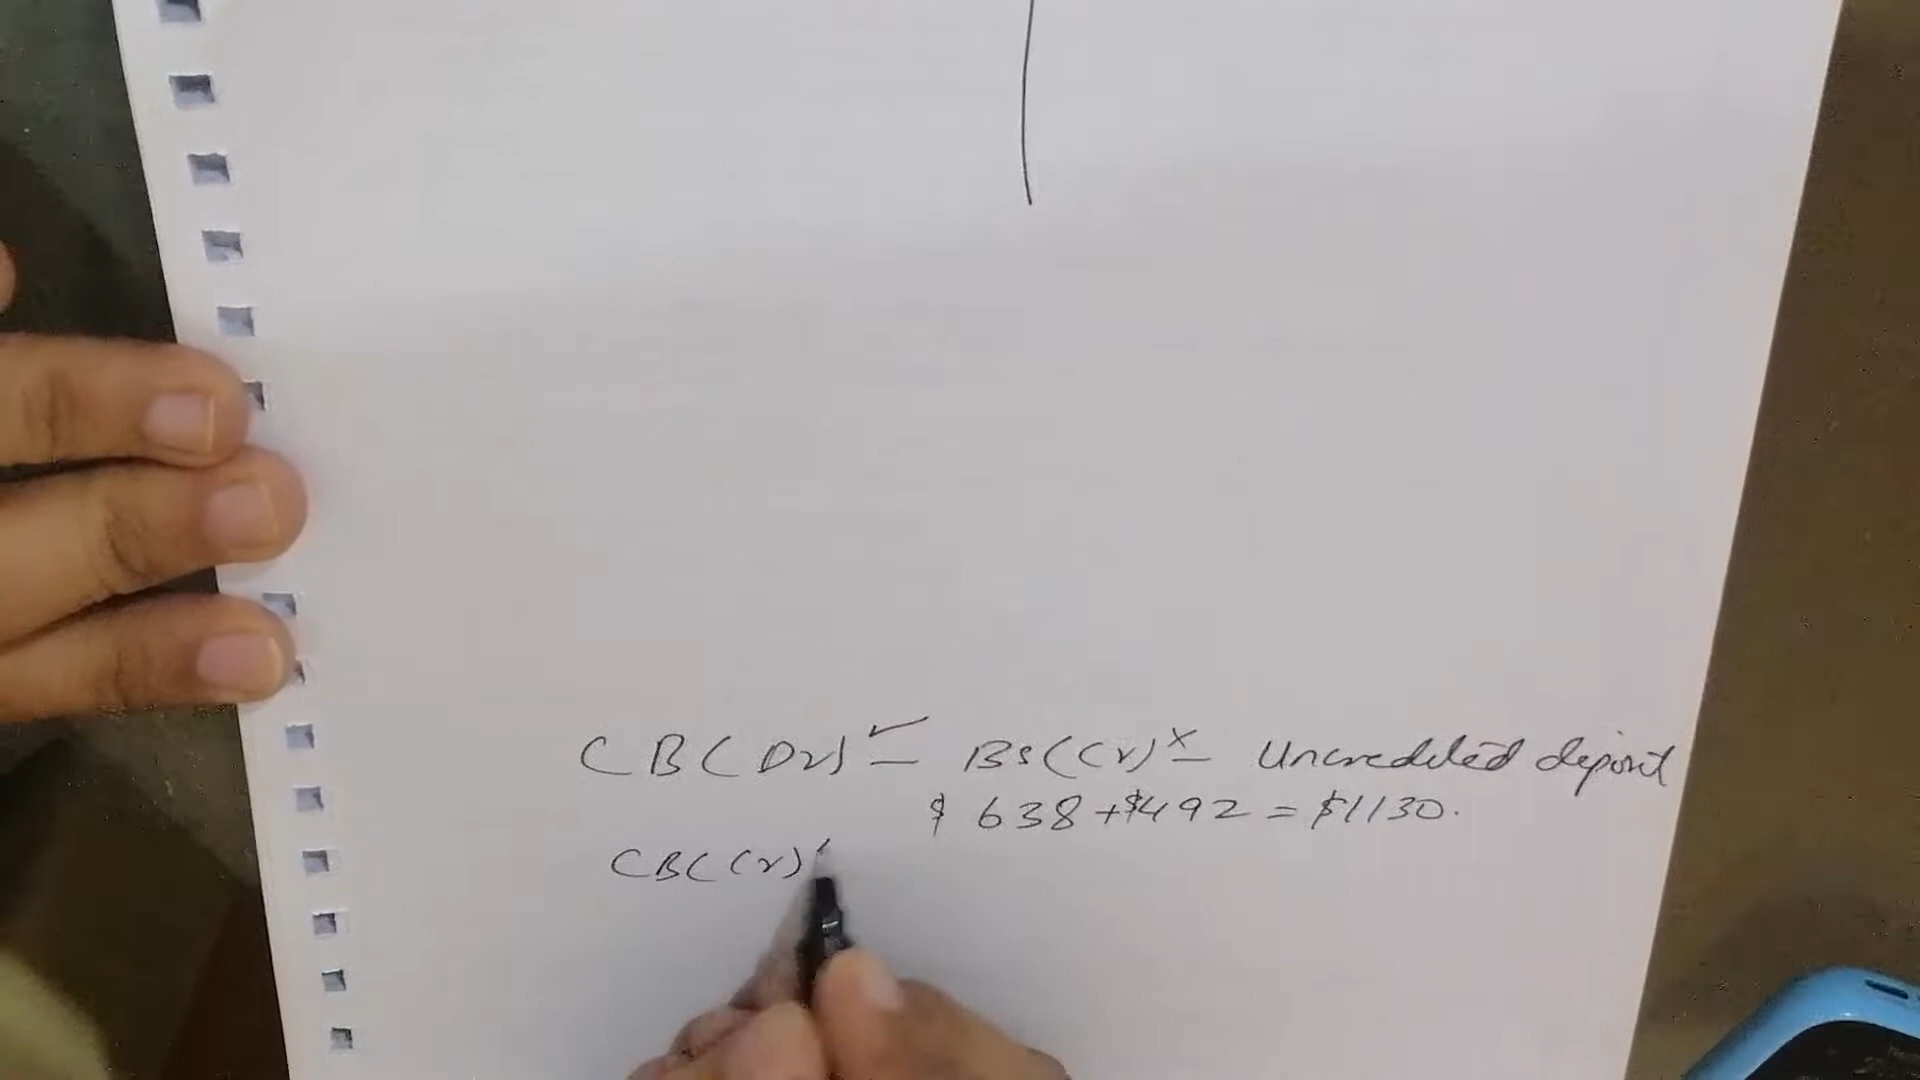 CB(Dr)✓ - Bs(Cr)× - Uncredited deposit
$ 638 + $492 = $1130.
CB(Cr)